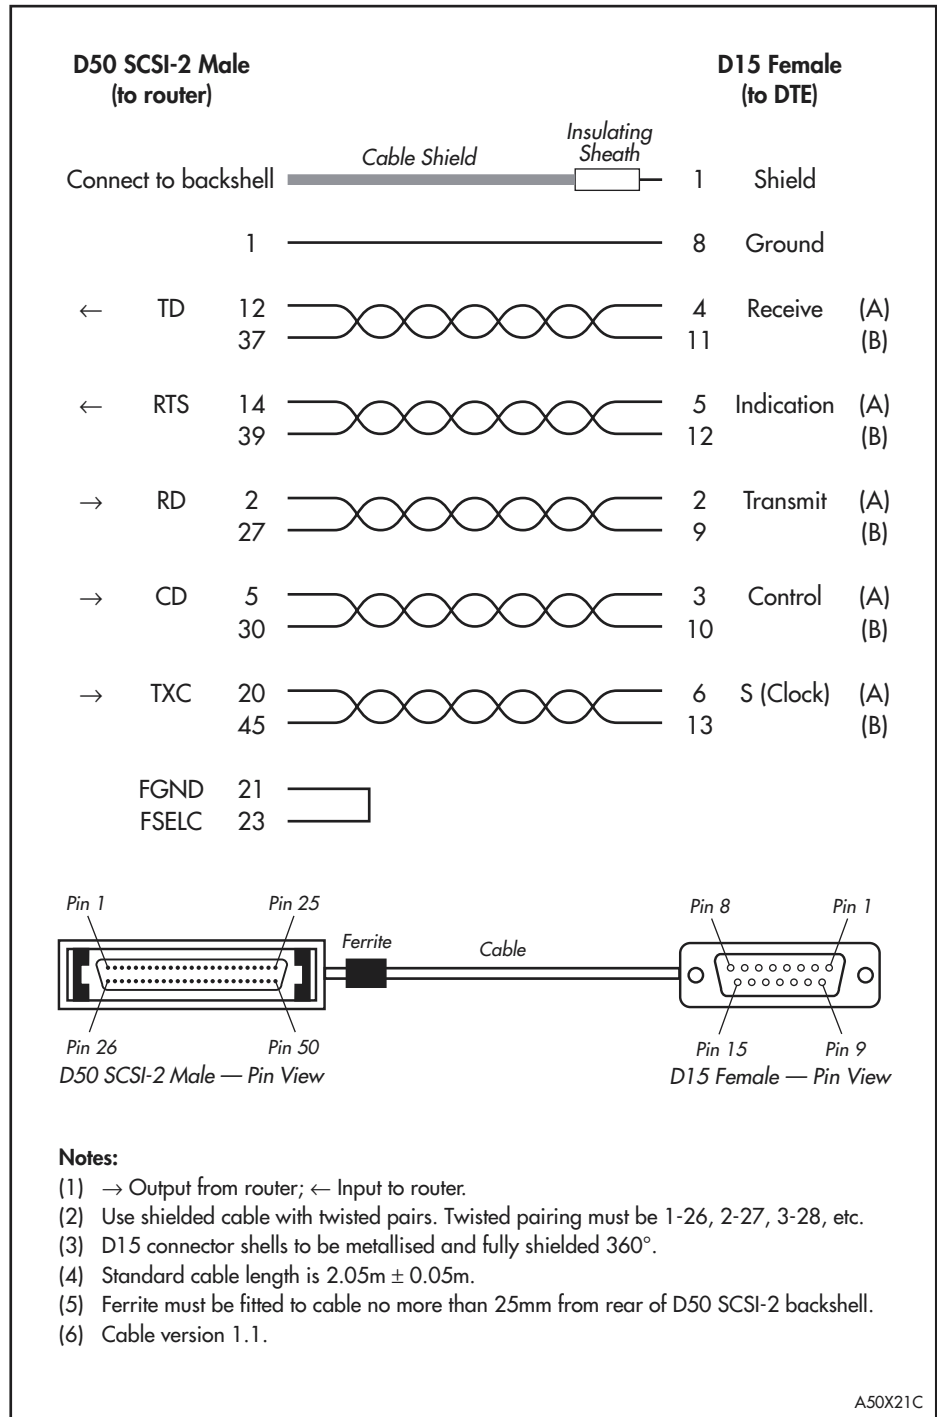 D50 SCSI-2 Male
(to router)
D15 Female
(to DTE)
Connect to backshell
Cable Shield
Insulating
Sheath
1 Shield
1 8 Ground
← TD 12 4 Receive (A)
37 11 (B)
← RTS 14 5 Indication (A)
39 12 (B)
→ RD 2 2 Transmit (A)
27 9 (B)
→ CD 5 3 Control (A)
30 10 (B)
→ TXC 20 6 S (Clock) (A)
45 13 (B)
FGND 21
FSELC 23
Pin 1 Pin 25
Ferrite
Cable
Pin 8 Pin 1
Pin 26 Pin 50
D50 SCSI-2 Male — Pin View
Pin 15 Pin 9
D15 Female — Pin View
Notes:
(1) → Output from router; ← Input to router.
(2) Use shielded cable with twisted pairs. Twisted pairing must be 1-26, 2-27, 3-28, etc.
(3) D15 connector shells to be metallised and fully shielded 360°.
(4) Standard cable length is 2.05m ± 0.05m.
(5) Ferrite must be fitted to cable no more than 25mm from rear of D50 SCSI-2 backshell.
(6) Cable version 1.1.
A50X21C